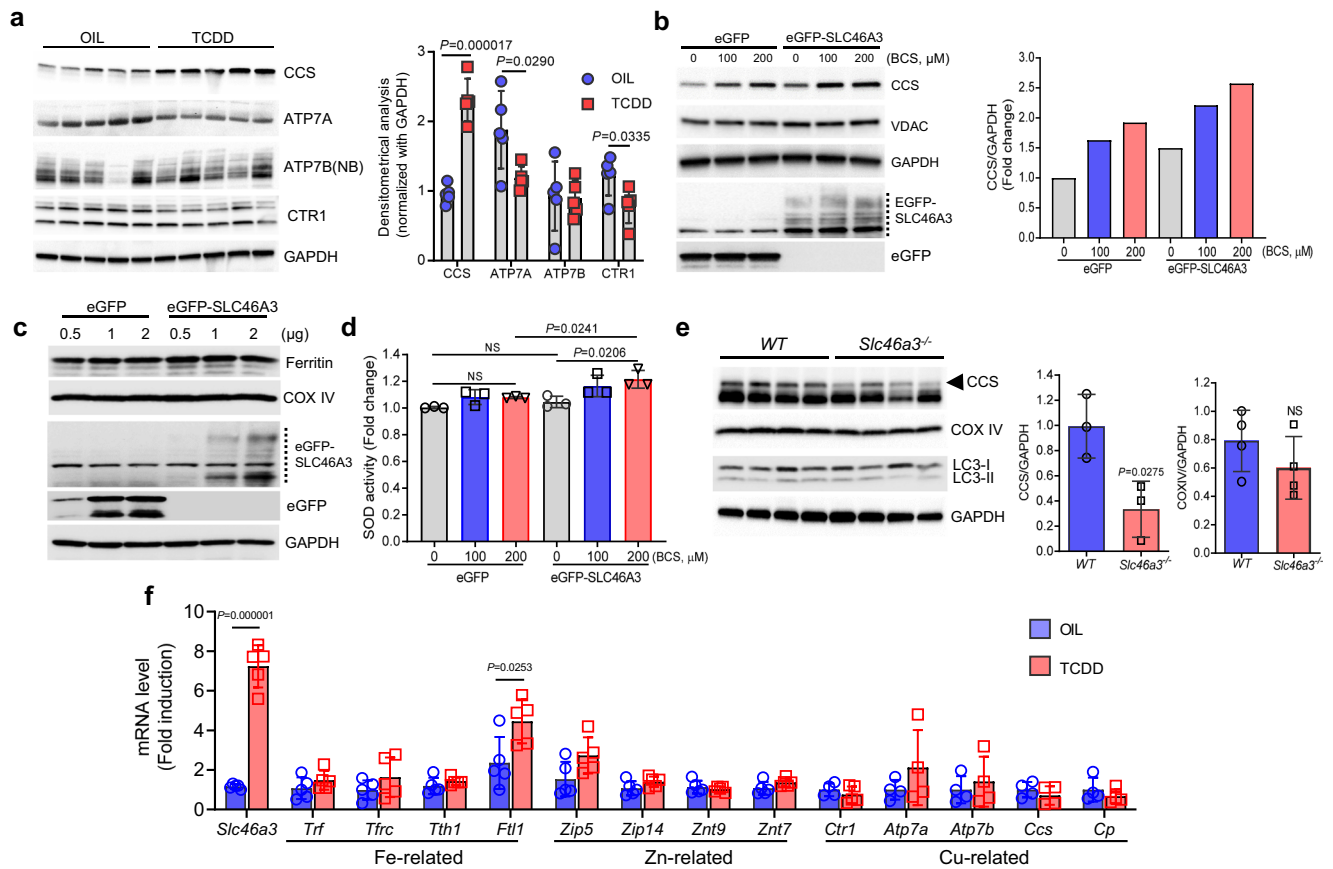 a
OIL
TCDD
CCS
ATP7A
ATP7B(NB)
CTR1
GAPDH
Densitometrical analysis
(normalized with GAPDH)
3
2
1
0
P=0.000017
P=0.0290
P=0.0335
OIL
TCDD
CCS
ATP7A
ATP7B
CTR1
b
eGFP
eGFP-SLC46A3
0 100 200 0 100 200 (BCS, μM)
CCS
VDAC
GAPDH
EGFP-
SLC46A3
eGFP
CCS/GAPDH
(Fold change)
3.0
2.5
2.0
1.5
1.0
0.5
0.0
0 100 200 0 100 200 (BCS, μM)
eGFP
eGFP-SLC46A3
c
eGFP
eGFP-SLC46A3
0.5 1 2 0.5 1 2 (μg)
Ferritin
COX IV
eGFP-
SLC46A3
eGFP
GAPDH
d
SOD activity (Fold change)
1.4
1.2
1.0
0.8
0.6
0.4
0.2
0.0
P=0.0241
NS
P=0.0206
NS
0 100 200 0 100 200 (BCS, μM)
eGFP
eGFP-SLC46A3
e
WT
Slc46a3-/-
CCS
COX IV
LC3-I
LC3-II
GAPDH
CCS/GAPDH
1.4
1.2
1.0
0.8
0.6
0.4
0.2
0.0
P=0.0275
WT
Slc46a3-/-
COXIV/GAPDH
1.2
1.0
0.8
0.6
0.4
0.2
0.0
NS
WT
Slc46a3-/-
f
mRNA level
(Fold induction)
10
8
6
4
2
0
P=0.000001
P=0.0253
OIL
TCDD
Slc46a3 Trf Tfrc Tth1 Ftl1 Zip5 Zip14 Znt9 Znt7 Ctr1 Atp7a Atp7b Ccs Cp
Fe-related
Zn-related
Cu-related